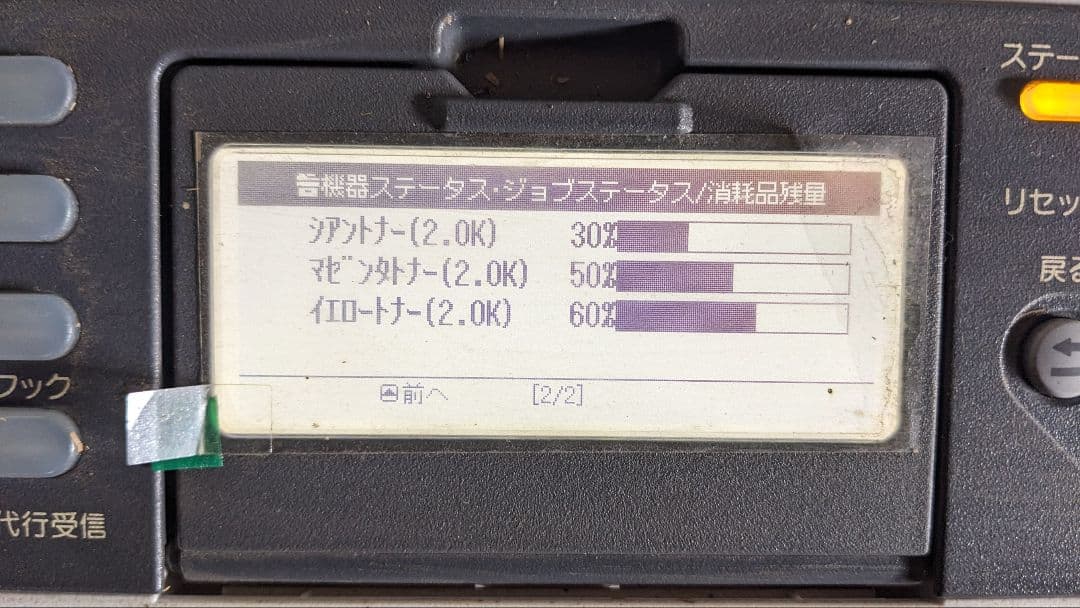 ステー
機器ステータス･ジョブステータス/消耗品残量
リセッ
ｼｱﾝﾄﾅｰ(2.0K) 30%
ﾏｾﾞﾝﾀﾄﾅｰ(2.0K) 50%
戻る
ｲｴﾛｰﾄﾅｰ(2.0K) 60%
フック
前へ [2/2]
代行受信